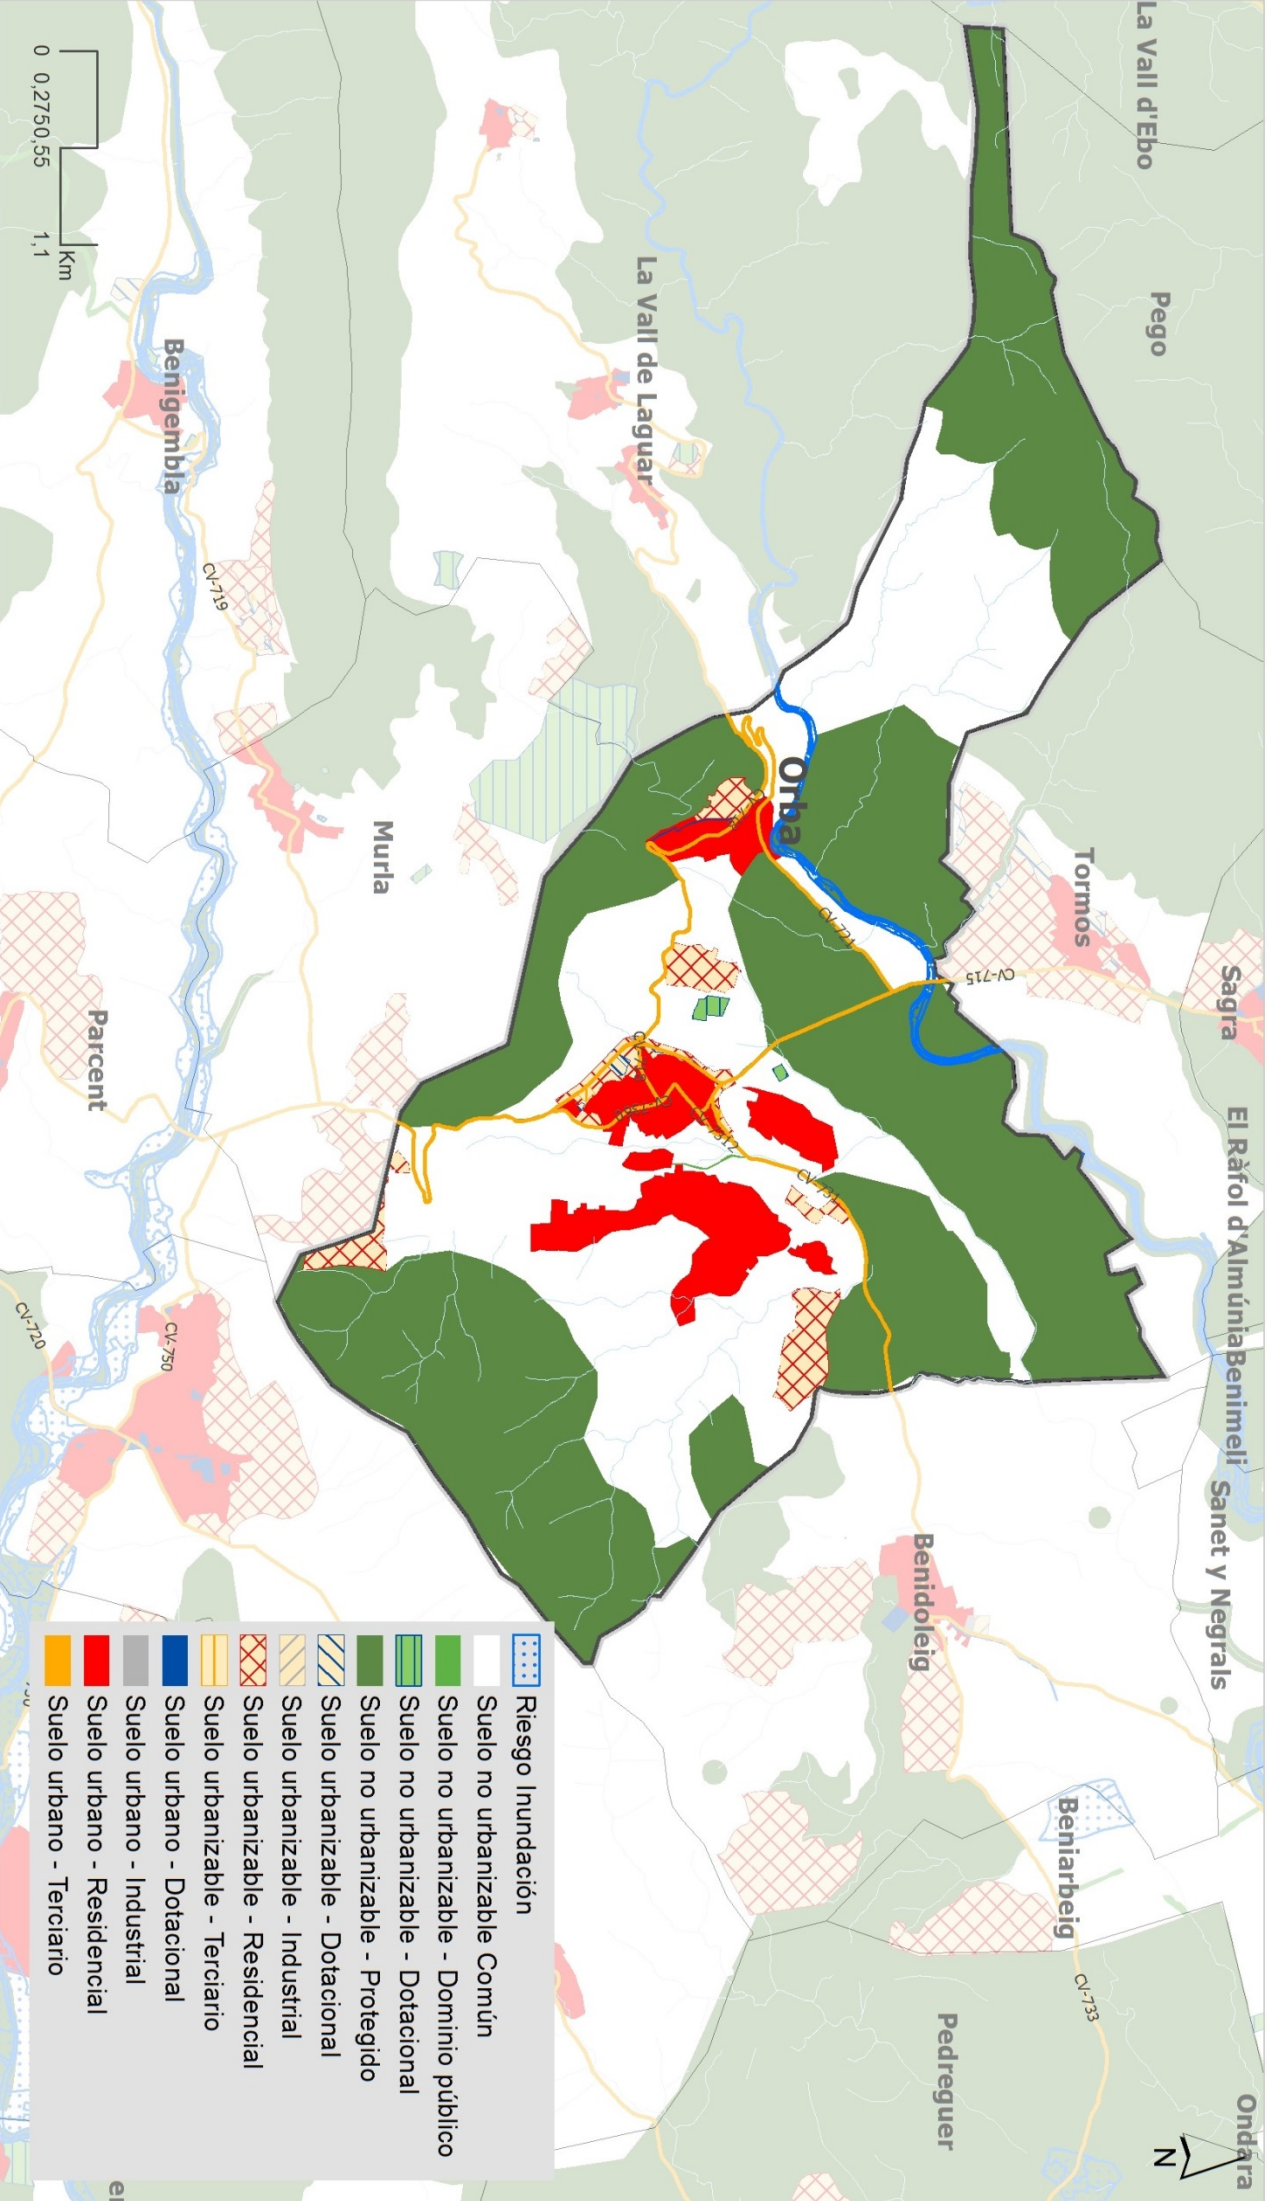 La Vall d'Ebo
Pego
Ondara
N
Sagra
El Ràfol d'Almúnia
Benimeli
Sanet y Negrals
Tormos
CV-715
Beniarbeig
CV-733
Pedreguer
Benidoleig
Orba
CV-721
CV-731
La Vall de Laguar
Murla
CV-719
Benigembla
Parcent
CV-750
CV-720
0 0,275 0,55 1,1
Km
Riesgo Inundación
Suelo no urbanizable Común
Suelo no urbanizable - Dominio público
Suelo no urbanizable - Dotacional
Suelo no urbanizable - Protegido
Suelo urbanizable - Dotacional
Suelo urbanizable - Industrial
Suelo urbanizable - Residencial
Suelo urbanizable - Terciario
Suelo urbano - Dotacional
Suelo urbano - Industrial
Suelo urbano - Residencial
Suelo urbano - Terciario